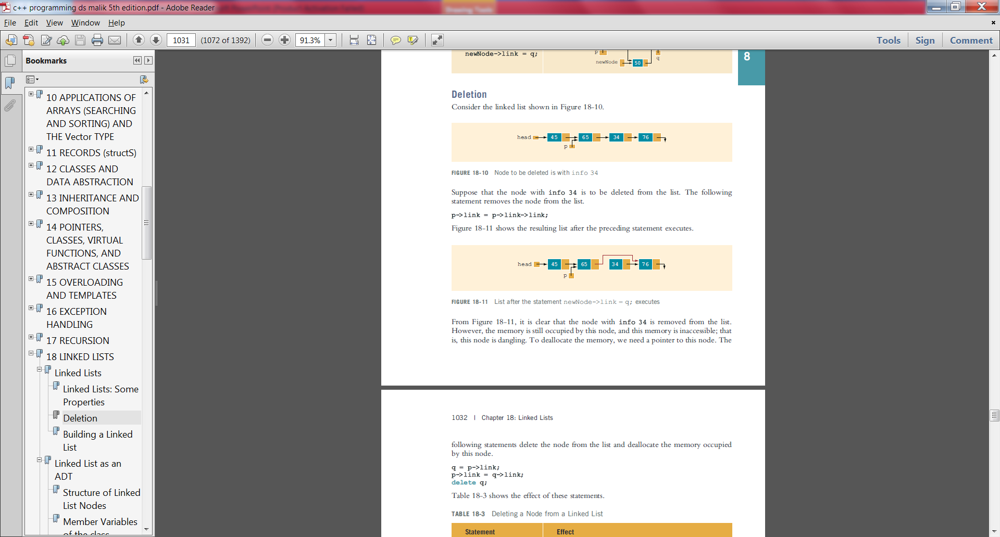 c++ programming ds malik 5th edition.pdf - Adobe Reader
File Edit View Window Help
1031 (1072 of 1392) 91.3% Tools Sign Comment
Bookmarks
10 APPLICATIONS OF
ARRAYS (SEARCHING
AND SORTING) AND
THE Vector TYPE
11 RECORDS (structS)
12 CLASSES AND
DATA ABSTRACTION
13 INHERITANCE AND
COMPOSITION
14 POINTERS,
CLASSES, VIRTUAL
FUNCTIONS, AND
ABSTRACT CLASSES
15 OVERLOADING
AND TEMPLATES
16 EXCEPTION
HANDLING
17 RECURSION
18 LINKED LISTS
Linked Lists
Linked Lists: Some
Properties
Deletion
Building a Linked
List
Linked List as an
ADT
Structure of Linked
List Nodes
Member Variables
of the class
newNode->link = q;
p
q
newNode 50
8
Deletion
Consider the linked list shown in Figure 18-10.
head 45 65 34 76
p
FIGURE 18-10 Node to be deleted is with info 34
Suppose that the node with info 34 is to be deleted from the list. The following
statement removes the node from the list.
p->link = p->link->link;
Figure 18-11 shows the resulting list after the preceding statement executes.
head 45 65 34 76
p
FIGURE 18-11 List after the statement newNode->link = q; executes
From Figure 18-11, it is clear that the node with info 34 is removed from the list.
However, the memory is still occupied by this node, and this memory is inaccessible; that
is, this node is dangling. To deallocate the memory, we need a pointer to this node. The
1032 | Chapter 18: Linked Lists
following statements delete the node from the list and deallocate the memory occupied
by this node.
q = p->link;
p->link = q->link;
delete q;
Table 18-3 shows the effect of these statements.
TABLE 18-3 Deleting a Node from a Linked List
Statement Effect